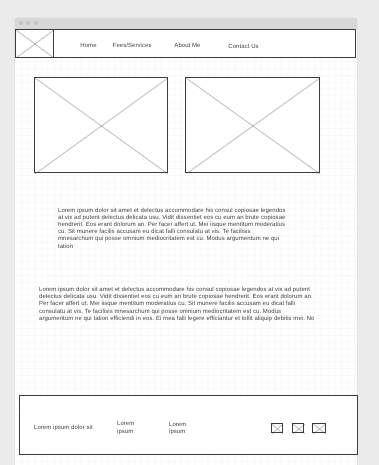 Home Fees/Services About Me Contact Us
Lorem ipsum dolor sit amet et delectus accommodare his consul copiosae legendos
at vix ad putent delectus delicata usu. Vidit dissentiet eos cu eum an brute copiosae
hendrerit. Eos erant dolorum an. Per facer affert ut. Mei iisque mentitum moderatius
cu. Sit munere facilis accusam eu dicat falli consulatu at vis. Te facilisis
mnesarchum qui posse omnium mediocritatem est cu. Modus argumentum ne qui
tation
Lorem ipsum dolor sit amet et delectus accommodare his consul copiosae legendos at vix ad putent
delectus delicata usu. Vidit dissentiet eos cu eum an brute copiosae hendrerit. Eos erant dolorum an.
Per facer affert ut. Mei iisque mentitum moderatius cu. Sit munere facilis accusam eu dicat falli
consulatu at vis. Te facilisis mnesarchum qui posse omnium mediocritatem est cu. Modus
argumentum ne qui tation efficiendi in eos. Ei mea falli legere efficiantur et tollit aliquip debitis mei. No
Lorem ipsum dolor sit
Lorem
ipsum
Lorem
ipsum